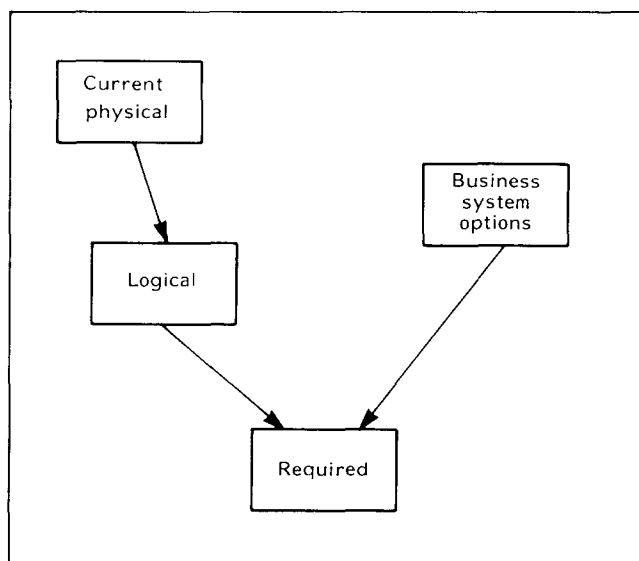 Current
physical
Business
system
options
Logical
Required